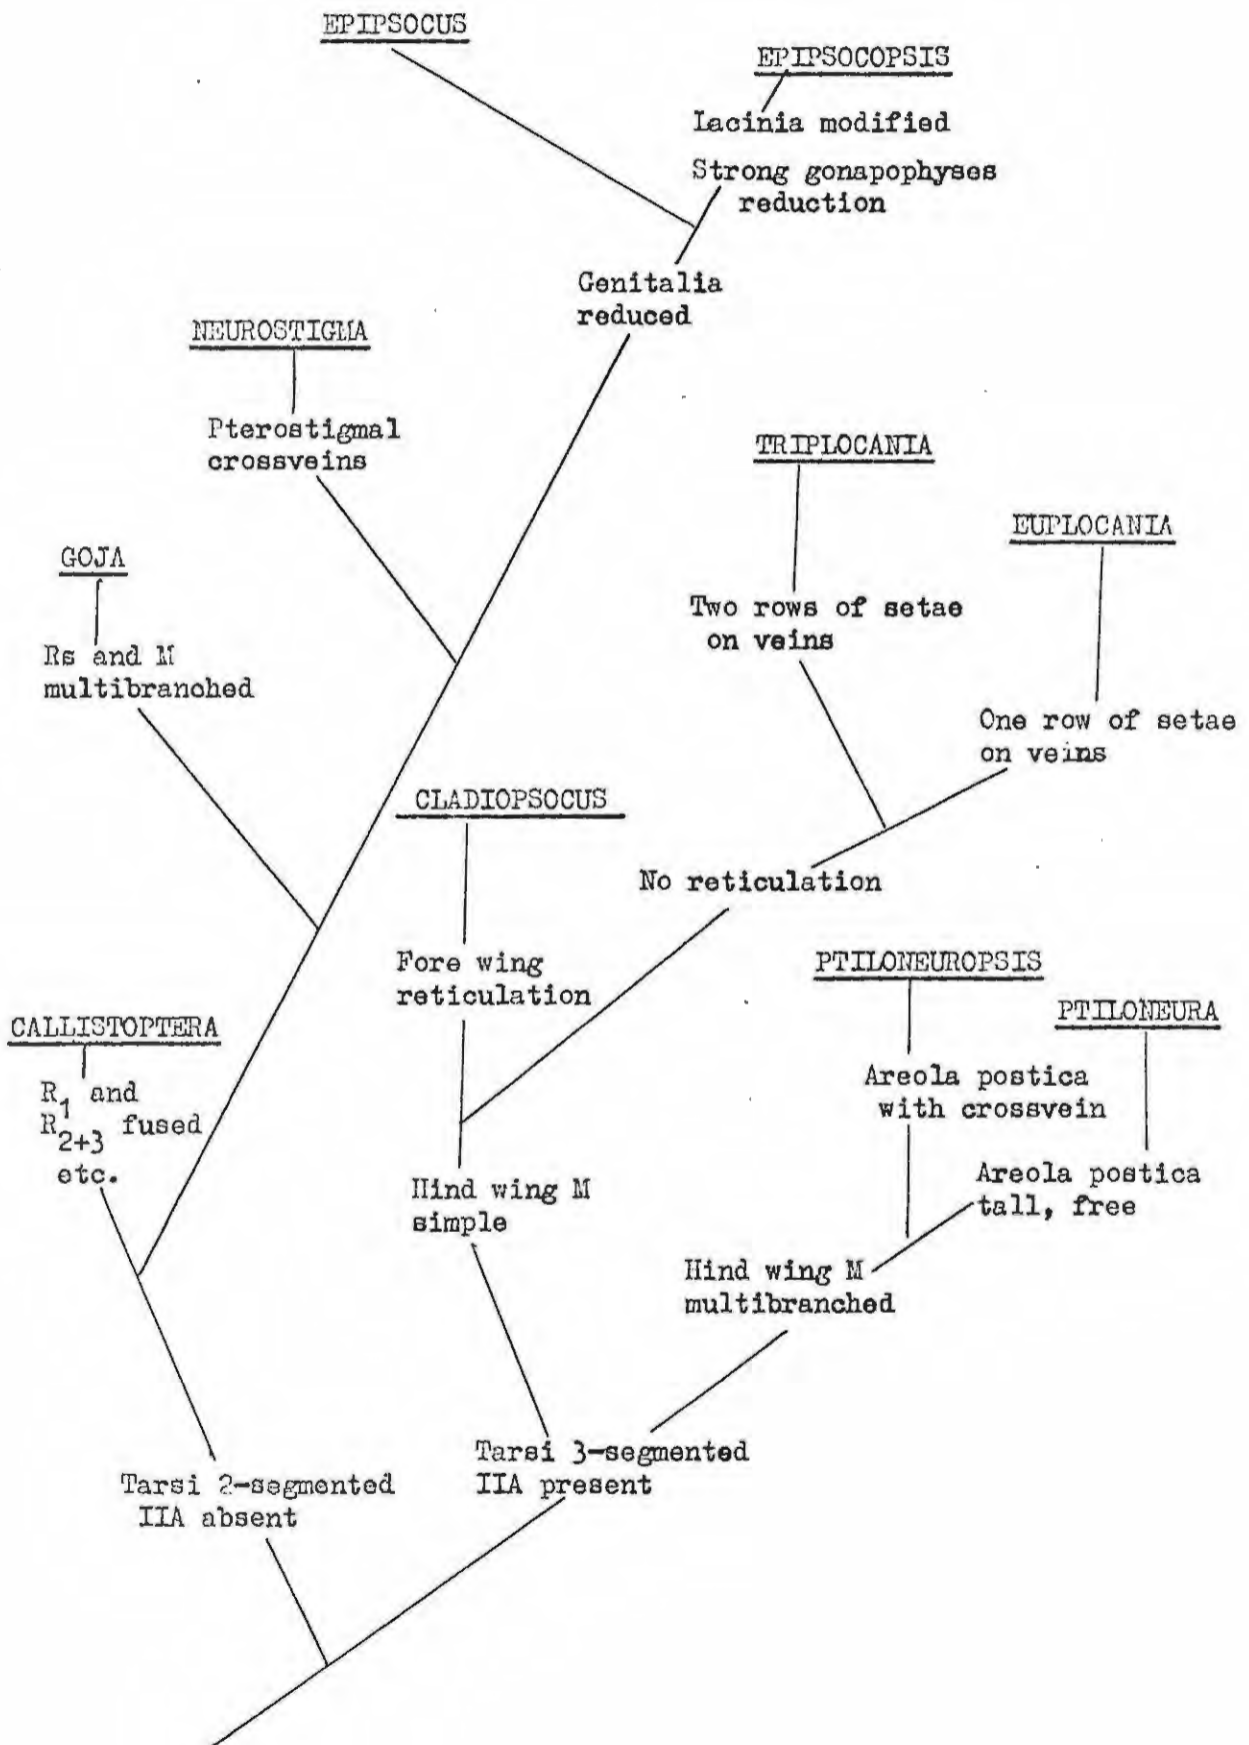 EPIPSOCUS
EPIPSOCOPSIS
Lacinia modified
Strong gonapophyses
reduction
Genitalia
reduced
NEUROSTIGMA
Pterostigmal
crossveins
TRIPLOCANIA
EUPLOCANIA
GOJA
Two rows of setae
on veins
Rs and M
multibranched
One row of setae
on veins
CLADIOPSOCUS
No reticulation
Fore wing
reticulation
PTILONEUROPSIS
PTILONEURA
CALLISTOPTERA
Areola postica
with crossvein
R1 and
R2+3 fused
etc.
Areola postica
tall, free
Hind wing M
simple
Hind wing M
multibranched
Tarsi 3-segmented
IIA present
Tarsi 2-segmented
IIA absent